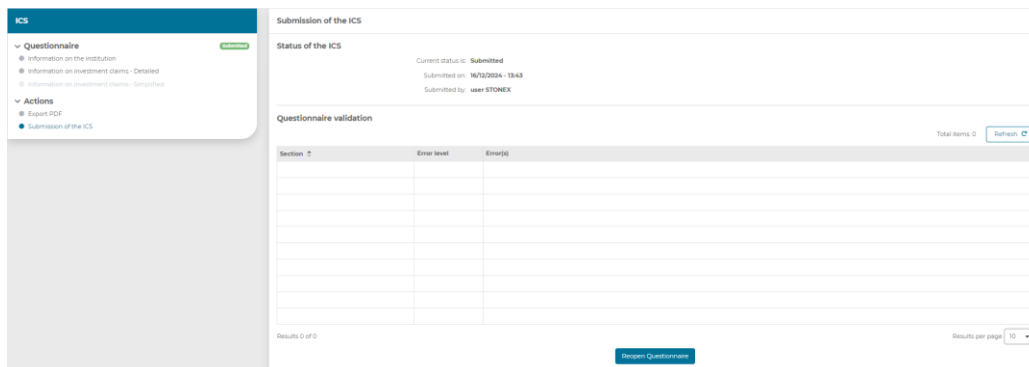 ICS
Questionnaire
Submitted
Information on the institution
Information on investment claims - Detailed
Information on investment claims - Simplified
Actions
Export PDF
Submission of the ICS
Submission of the ICS
Status of the ICS
Current status is: Submitted
Submitted on: 16/12/2024 - 13:43
Submitted by: user STONEX
Questionnaire validation
Total items: 0
Refresh
Section
Error level
Error(s)
Results 0 of 0
Results per page
10
Reopen Questionnaire